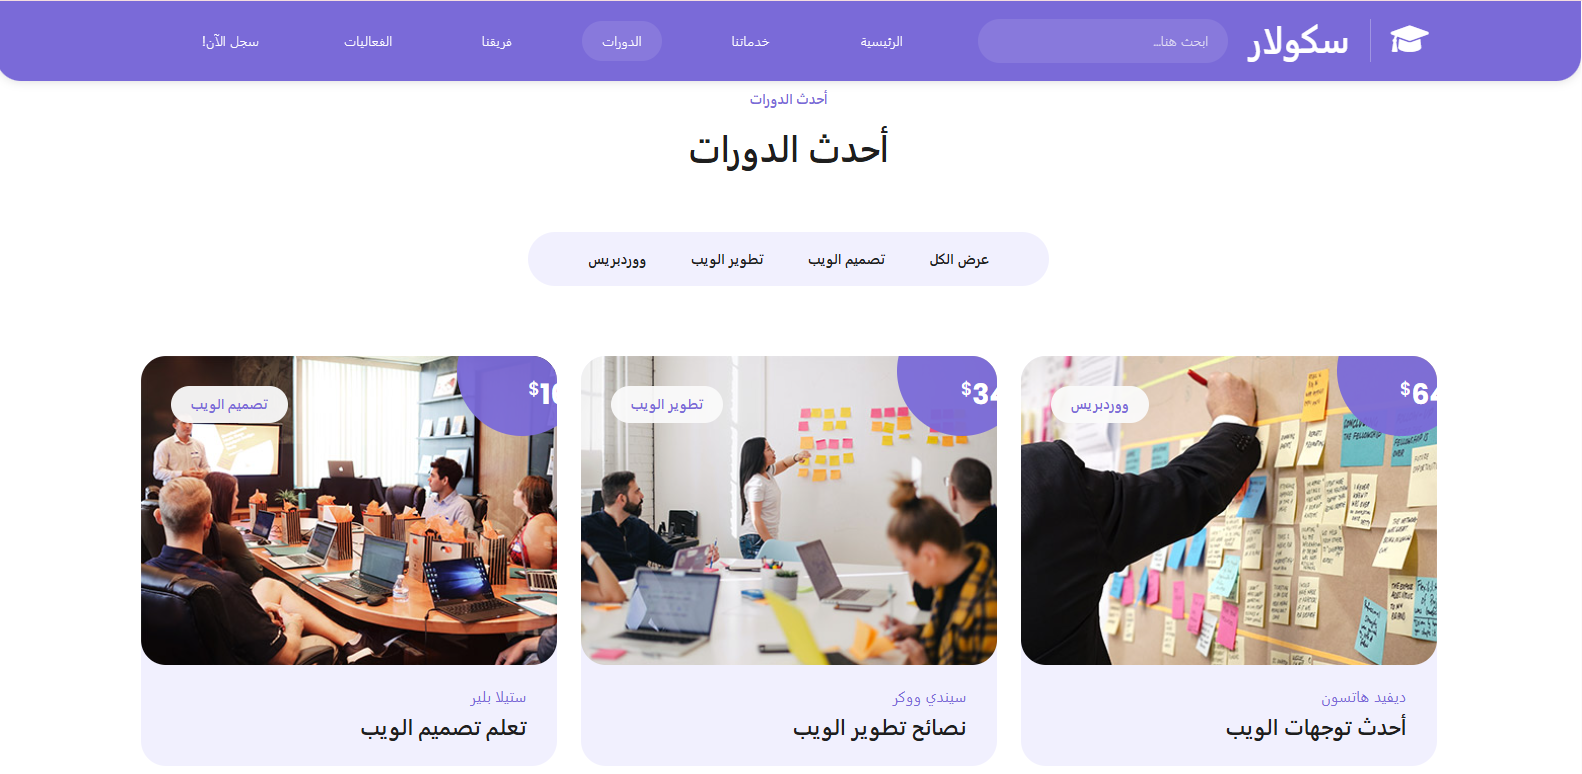 سكولار
ابحث هنا...
الرئيسية
خدماتنا
الدورات
فريقنا
الفعاليات
سجل الآن!
أحدث الدورات
أحدث الدورات
عرض الكل
تصميم الويب
تطوير الويب
ووردبريس
ووردبريس
$64
ديفيد هاتسون
أحدث توجهات الويب
تطوير الويب
$34
سيندي ووكر
نصائح تطوير الويب
تصميم الويب
ستيلا بلير
تعلم تصميم الويب